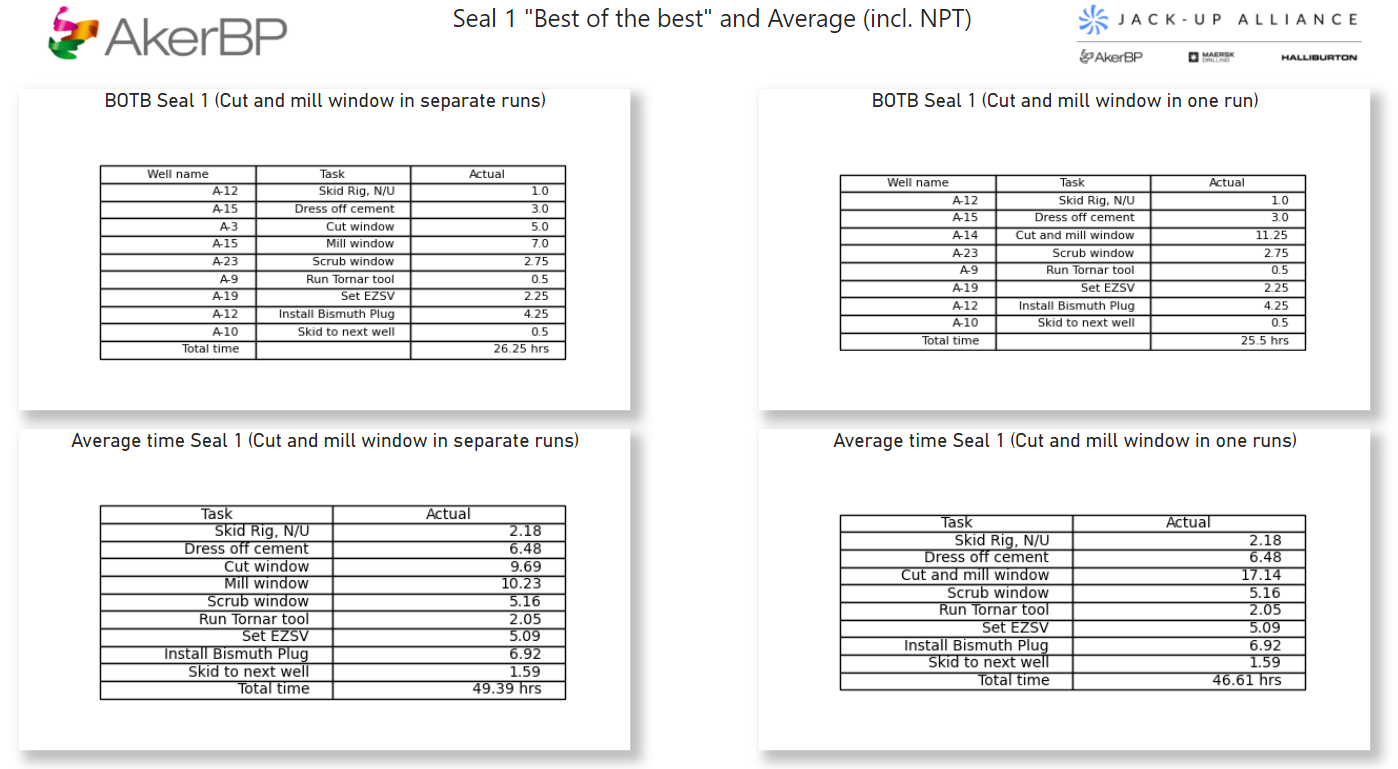 AkerBP
Seal 1 "Best of the best" and Average (incl. NPT)
JACK-UP ALLIANCE
AkerBP MAERSK DRILLING HALLIBURTON
BOTB Seal 1 (Cut and mill window in separate runs)
Well name Task Actual
A-12 Skid Rig, N/U 1.0
A-15 Dress off cement 3.0
A-3 Cut window 5.0
A-15 Mill window 7.0
A-23 Scrub window 2.75
A-9 Run Tornar tool 0.5
A-19 Set EZSV 2.25
A-12 Install Bismuth Plug 4.25
A-10 Skid to next well 0.5
Total time 26.25 hrs
BOTB Seal 1 (Cut and mill window in one run)
Well name Task Actual
A-12 Skid Rig, N/U 1.0
A-15 Dress off cement 3.0
A-14 Cut and mill window 11.25
A-23 Scrub window 2.75
A-9 Run Tornar tool 0.5
A-19 Set EZSV 2.25
A-12 Install Bismuth Plug 4.25
A-10 Skid to next well 0.5
Total time 25.5 hrs
Average time Seal 1 (Cut and mill window in separate runs)
Task Actual
Skid Rig, N/U 2.18
Dress off cement 6.48
Cut window 9.69
Mill window 10.23
Scrub window 5.16
Run Tornar tool 2.05
Set EZSV 5.09
Install Bismuth Plug 6.92
Skid to next well 1.59
Total time 49.39 hrs
Average time Seal 1 (Cut and mill window in one runs)
Task Actual
Skid Rig, N/U 2.18
Dress off cement 6.48
Cut and mill window 17.14
Scrub window 5.16
Run Tornar tool 2.05
Set EZSV 5.09
Install Bismuth Plug 6.92
Skid to next well 1.59
Total time 46.61 hrs